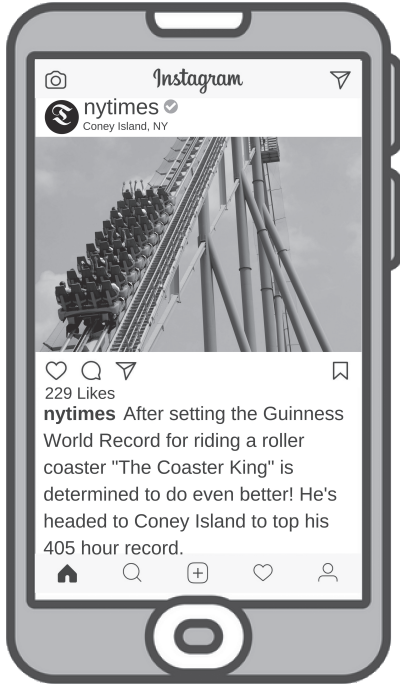 Instagram
nytimes
Coney Island, NY
229 Likes
nytimes After setting the Guinness
World Record for riding a roller
coaster "The Coaster King" is
determined to do even better! He's
headed to Coney Island to top his
405 hour record.